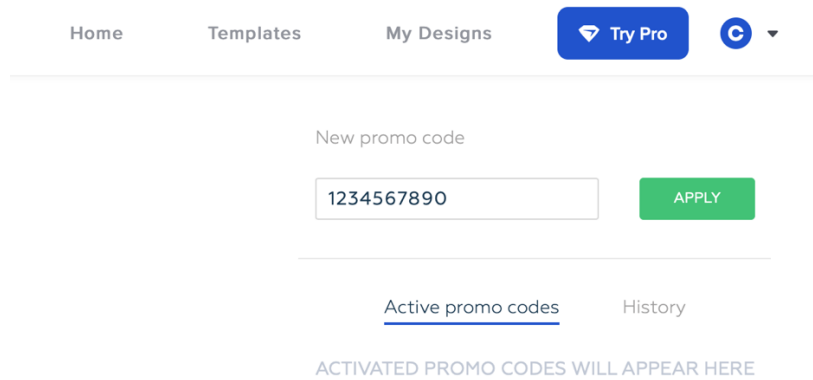 Home Templates My Designs Try Pro C
New promo code
1234567890 APPLY
Active promo codes History
ACTIVATED PROMO CODES WILL APPEAR HERE